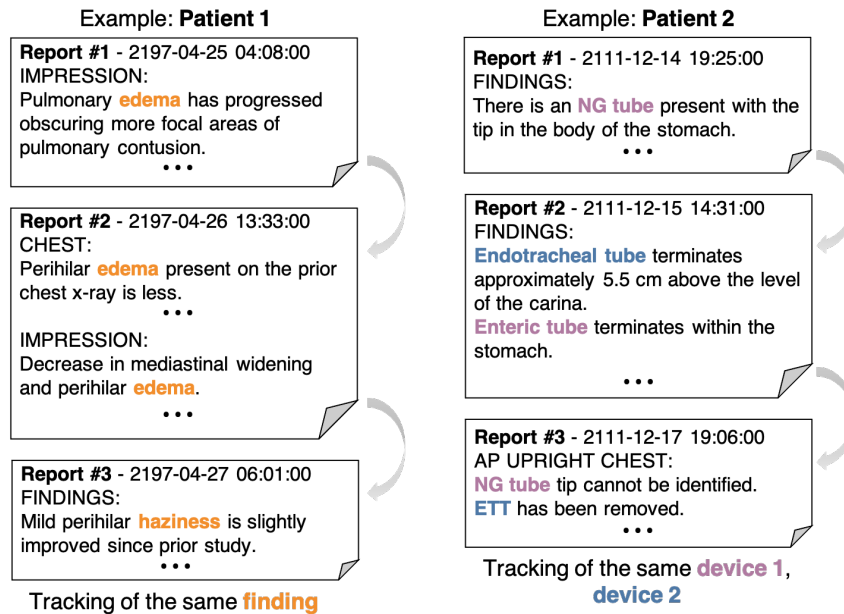 Example: Patient 1
Report #1 - 2197-04-25 04:08:00
IMPRESSION:
Pulmonary edema has progressed
obscuring more focal areas of
pulmonary contusion.
•••
Report #2 - 2197-04-26 13:33:00
CHEST:
Perihilar edema present on the prior
chest x-ray is less.
•••
IMPRESSION:
Decrease in mediastinal widening
and perihilar edema.
•••
Report #3 - 2197-04-27 06:01:00
FINDINGS:
Mild perihilar haziness is slightly
improved since prior study.
•••
Tracking of the same finding
Example: Patient 2
Report #1 - 2111-12-14 19:25:00
FINDINGS:
There is an NG tube present with the
tip in the body of the stomach.
•••
Report #2 - 2111-12-15 14:31:00
FINDINGS:
Endotracheal tube terminates
approximately 5.5 cm above the level
of the carina.
Enteric tube terminates within the
stomach.
•••
Report #3 - 2111-12-17 19:06:00
AP UPRIGHT CHEST:
NG tube tip cannot be identified.
ETT has been removed.
•••
Tracking of the same device 1,
device 2